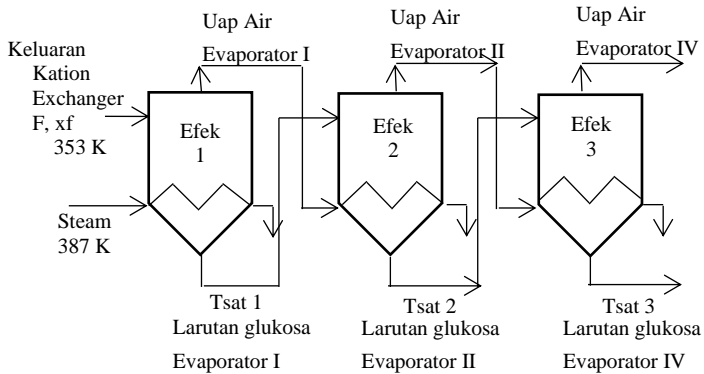 Uap Air
Evaporator I
Uap Air
Evaporator II
Uap Air
Evaporator IV
Keluaran
Kation
Exchanger
F, xf
353 K
Efek
1
Efek
2
Efek
3
Steam
387 K
Tsat 1
Larutan glukosa
Evaporator I
Tsat 2
Larutan glukosa
Evaporator II
Tsat 3
Larutan glukosa
Evaporator IV